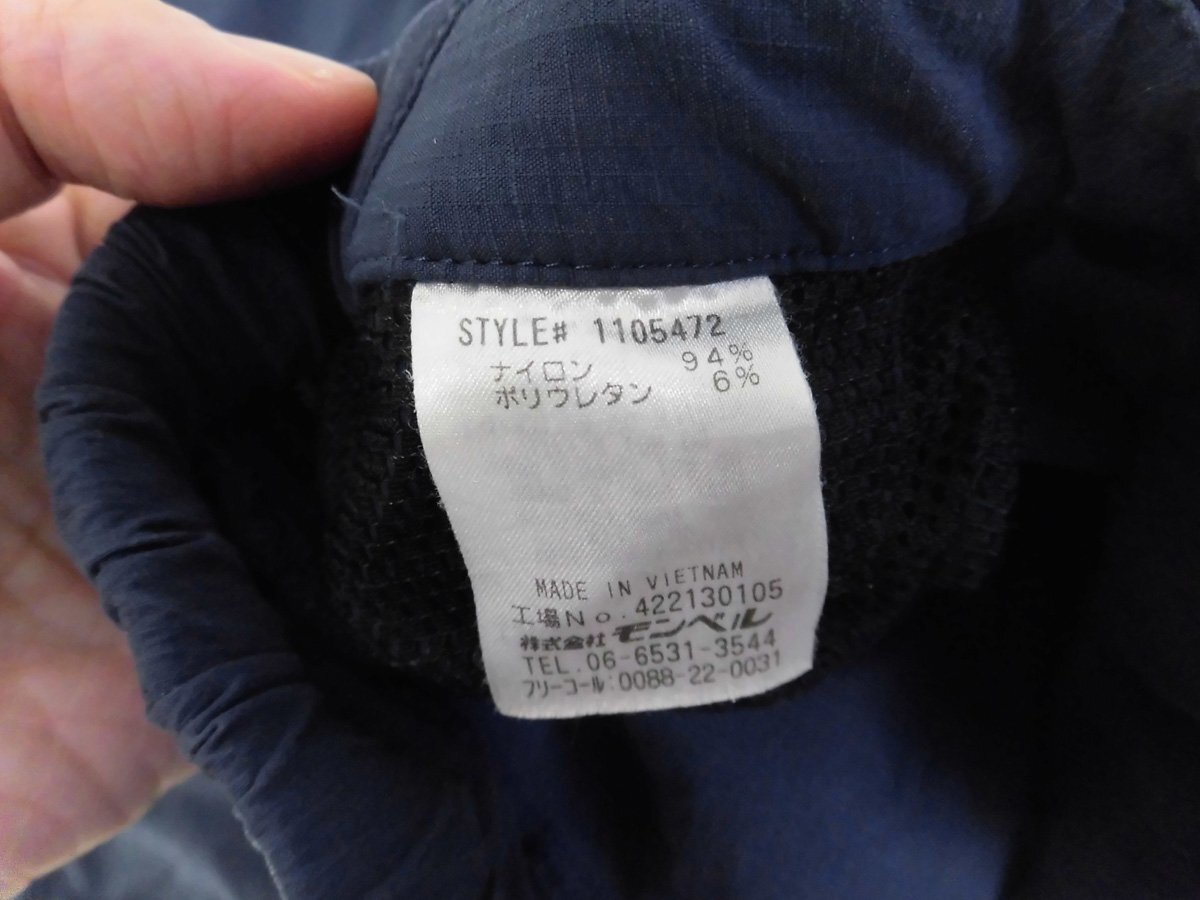 STYLE# 1105472
ナイロン 94%
ポリウレタン 6%
MADE IN VIETNAM
工場No.422130105
株式会社 モンベル
TEL.06-6531-3544
フリーコール:0088-22-0031